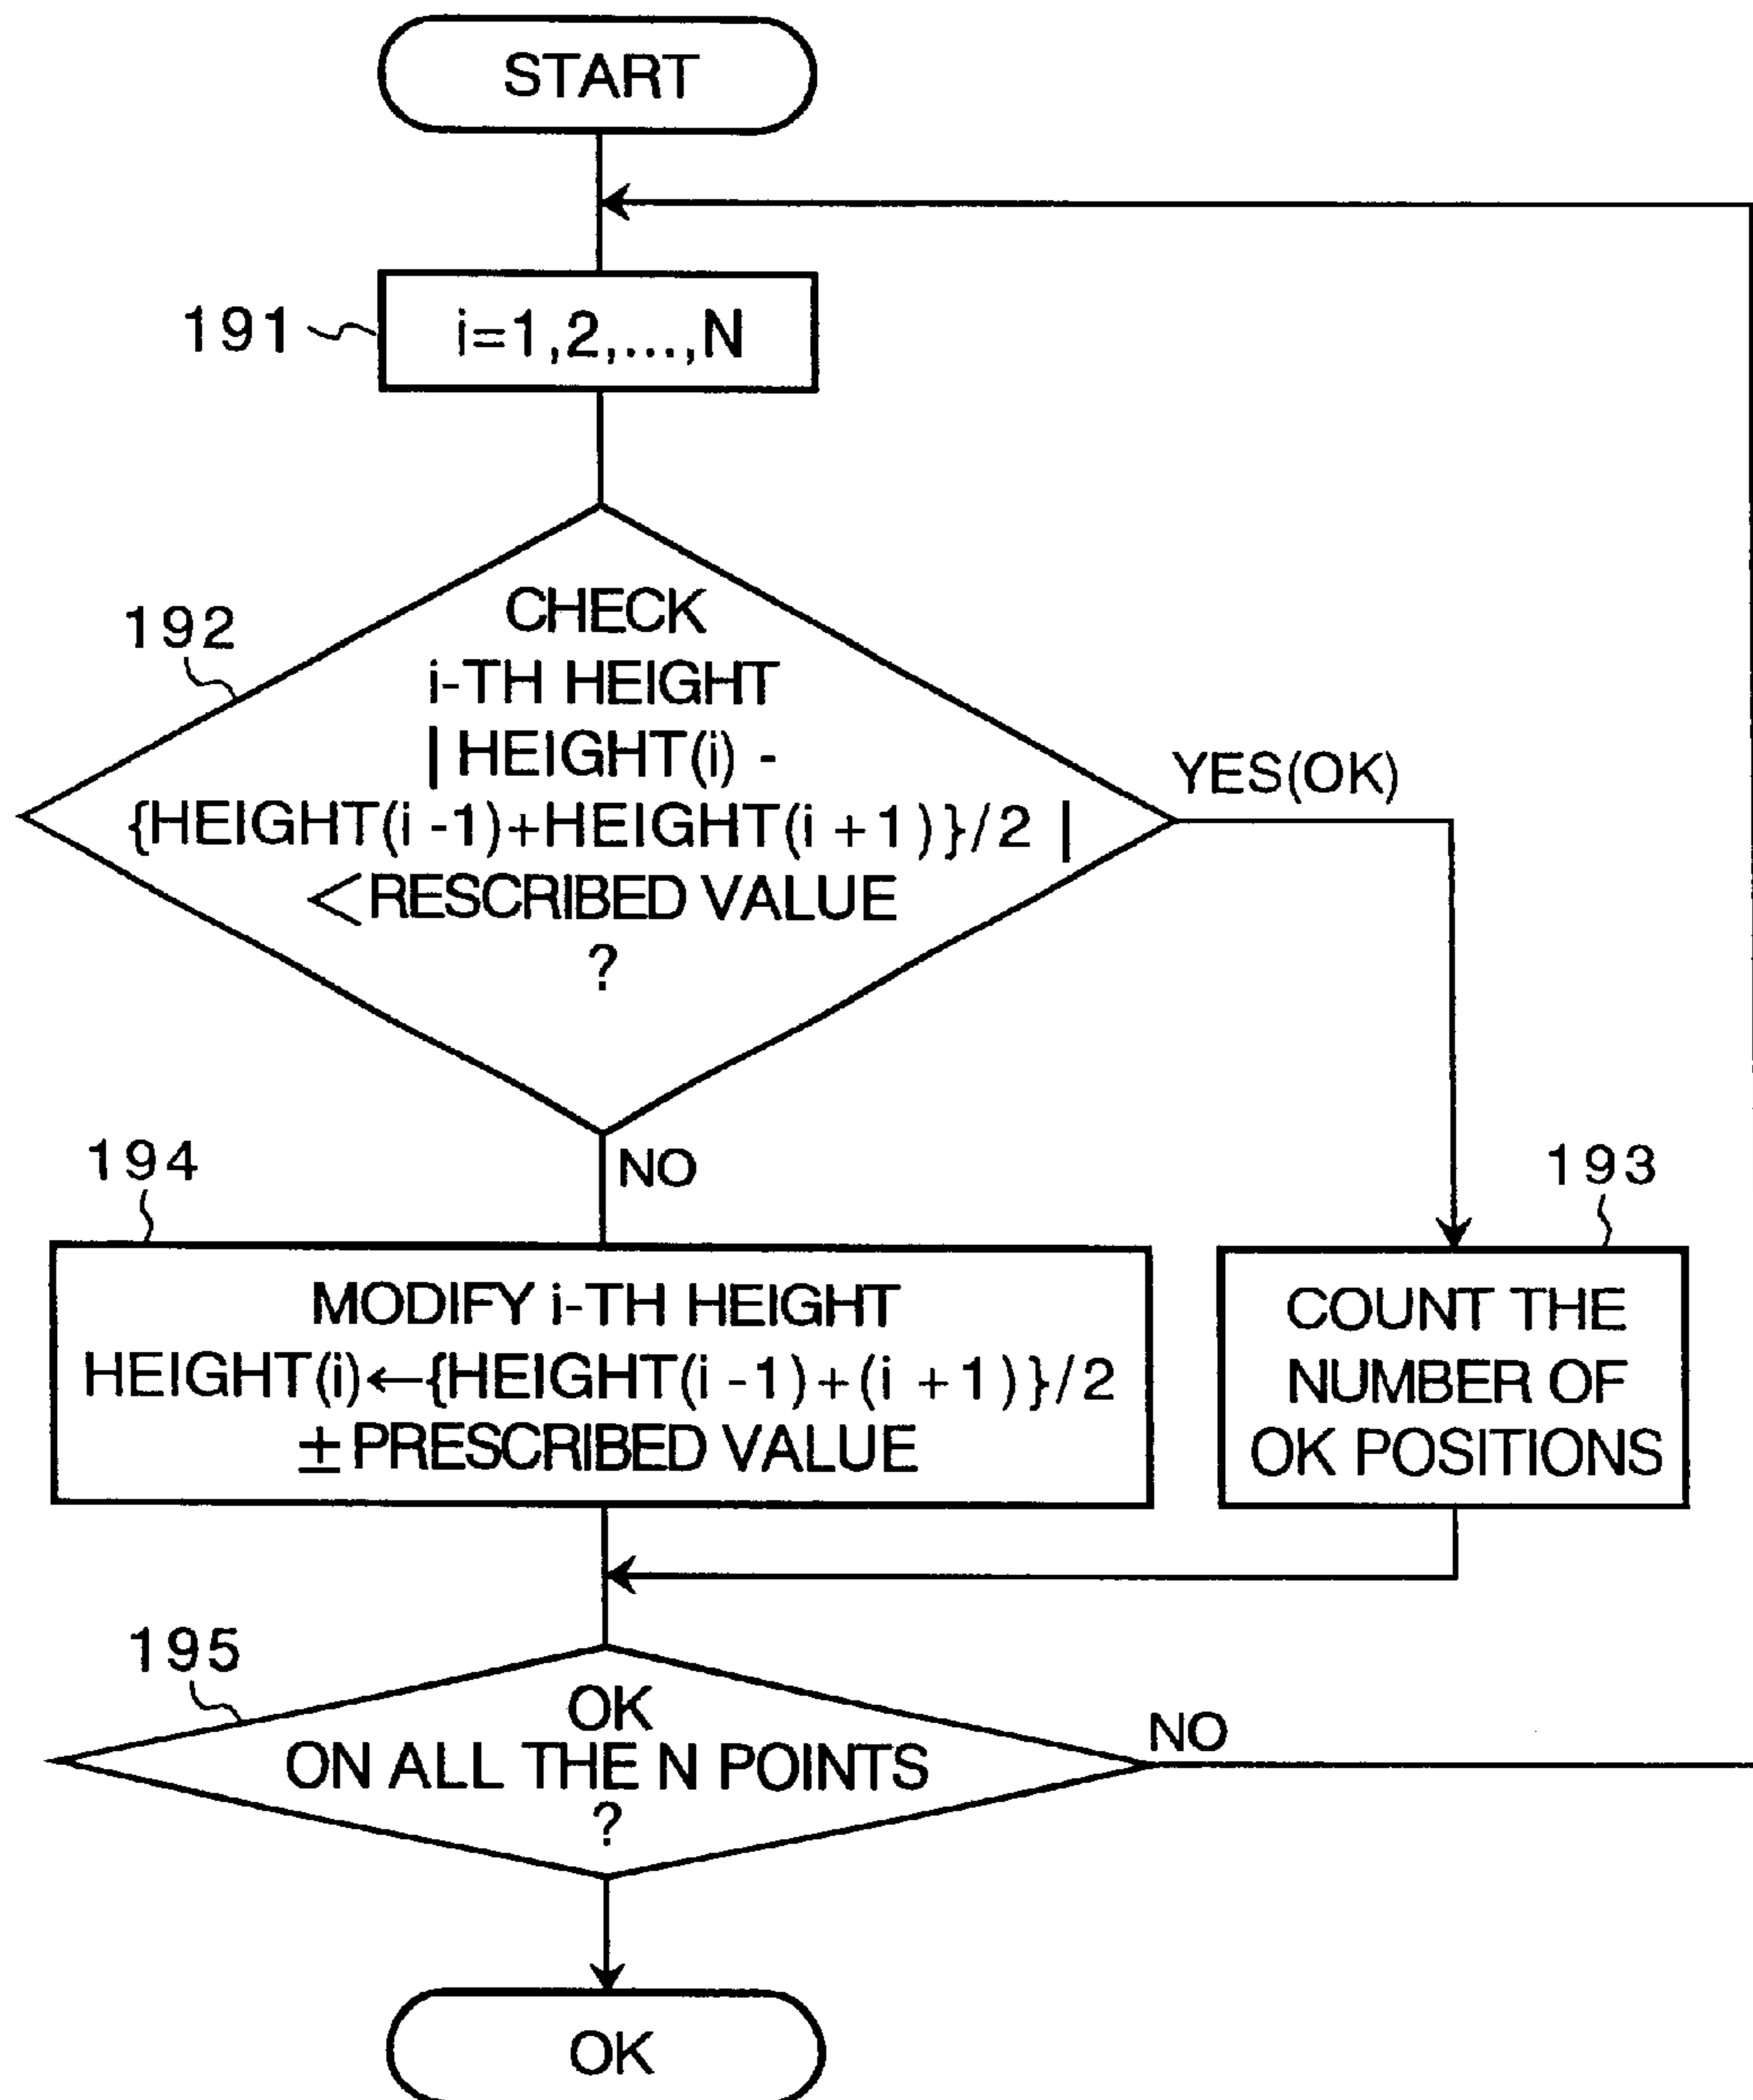 START
191
i=1,2,...,N
192
CHECK
i-TH HEIGHT
| HEIGHT(i) -
{HEIGHT(i -1)+HEIGHT(i +1)}/2 |
<RESCRIBED VALUE
?
YES(OK)
NO
194
193
MODIFY i-TH HEIGHT
HEIGHT(i)←{HEIGHT(i -1)+(i +1)}/2
±PRESCRIBED VALUE
COUNT THE
NUMBER OF
OK POSITIONS
195
OK
ON ALL THE N POINTS
?
NO
OK